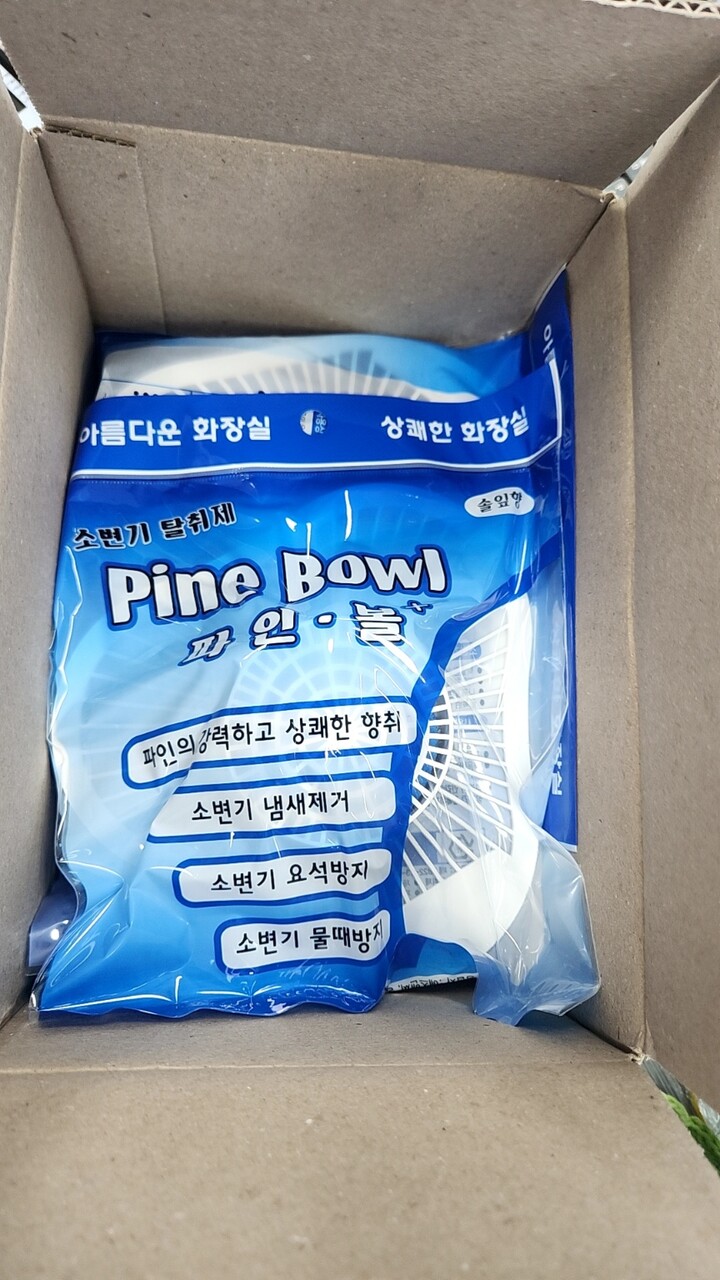 아름다운 화장실 상쾌한 화장실
솔잎향
소변기 탈취제
Pine Bowl
파인·볼+
파인의 강력하고 상쾌한 향취
소변기 냄새제거
소변기 요석방지
소변기 물때방지